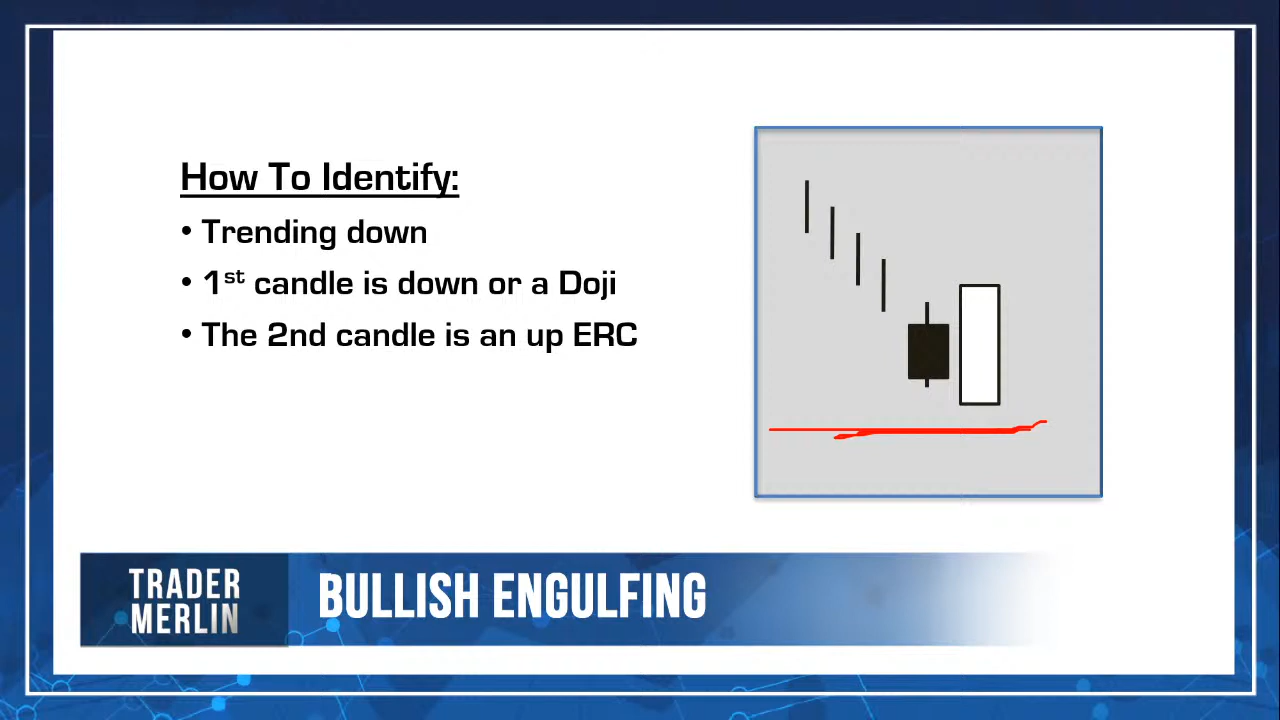 How To Identify:
• Trending down
• 1st candle is down or a Doji
• The 2nd candle is an up ERC
TRADER
MERLIN
BULLISH ENGULFING